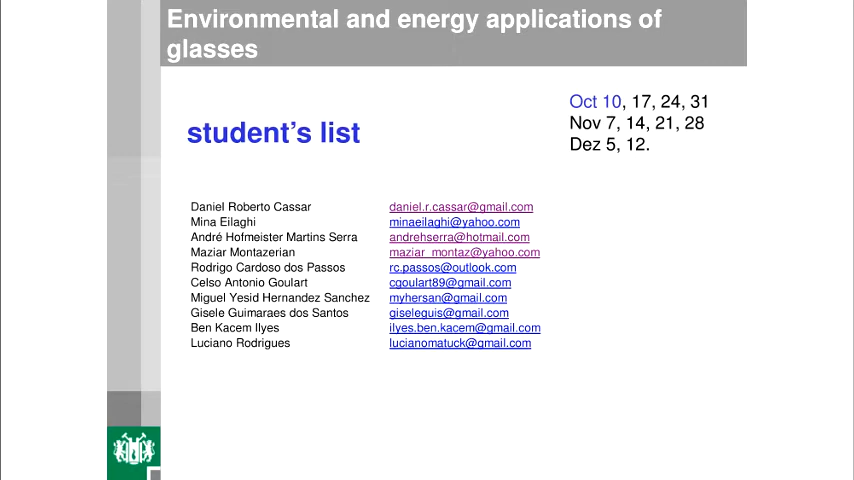 Environmental and energy applications of
glasses
Oct 10, 17, 24, 31
Nov 7, 14, 21, 28
Dez 5, 12.
student's list
Daniel Roberto Cassar daniel.r.cassar@gmail.com
Mina Eilaghi minaeilaghi@yahoo.com
André Hofmeister Martins Serra andrehserra@hotmail.com
Maziar Montazerian maziar_montaz@yahoo.com
Rodrigo Cardoso dos Passos rc.passos@outlook.com
Celso Antonio Goulart cgoulart89@gmail.com
Miguel Yesid Hernandez Sanchez myhersan@gmail.com
Gisele Guimaraes dos Santos giseleguis@gmail.com
Ben Kacem Ilyes ilyes.ben.kacem@gmail.com
Luciano Rodrigues lucianomatuck@gmail.com